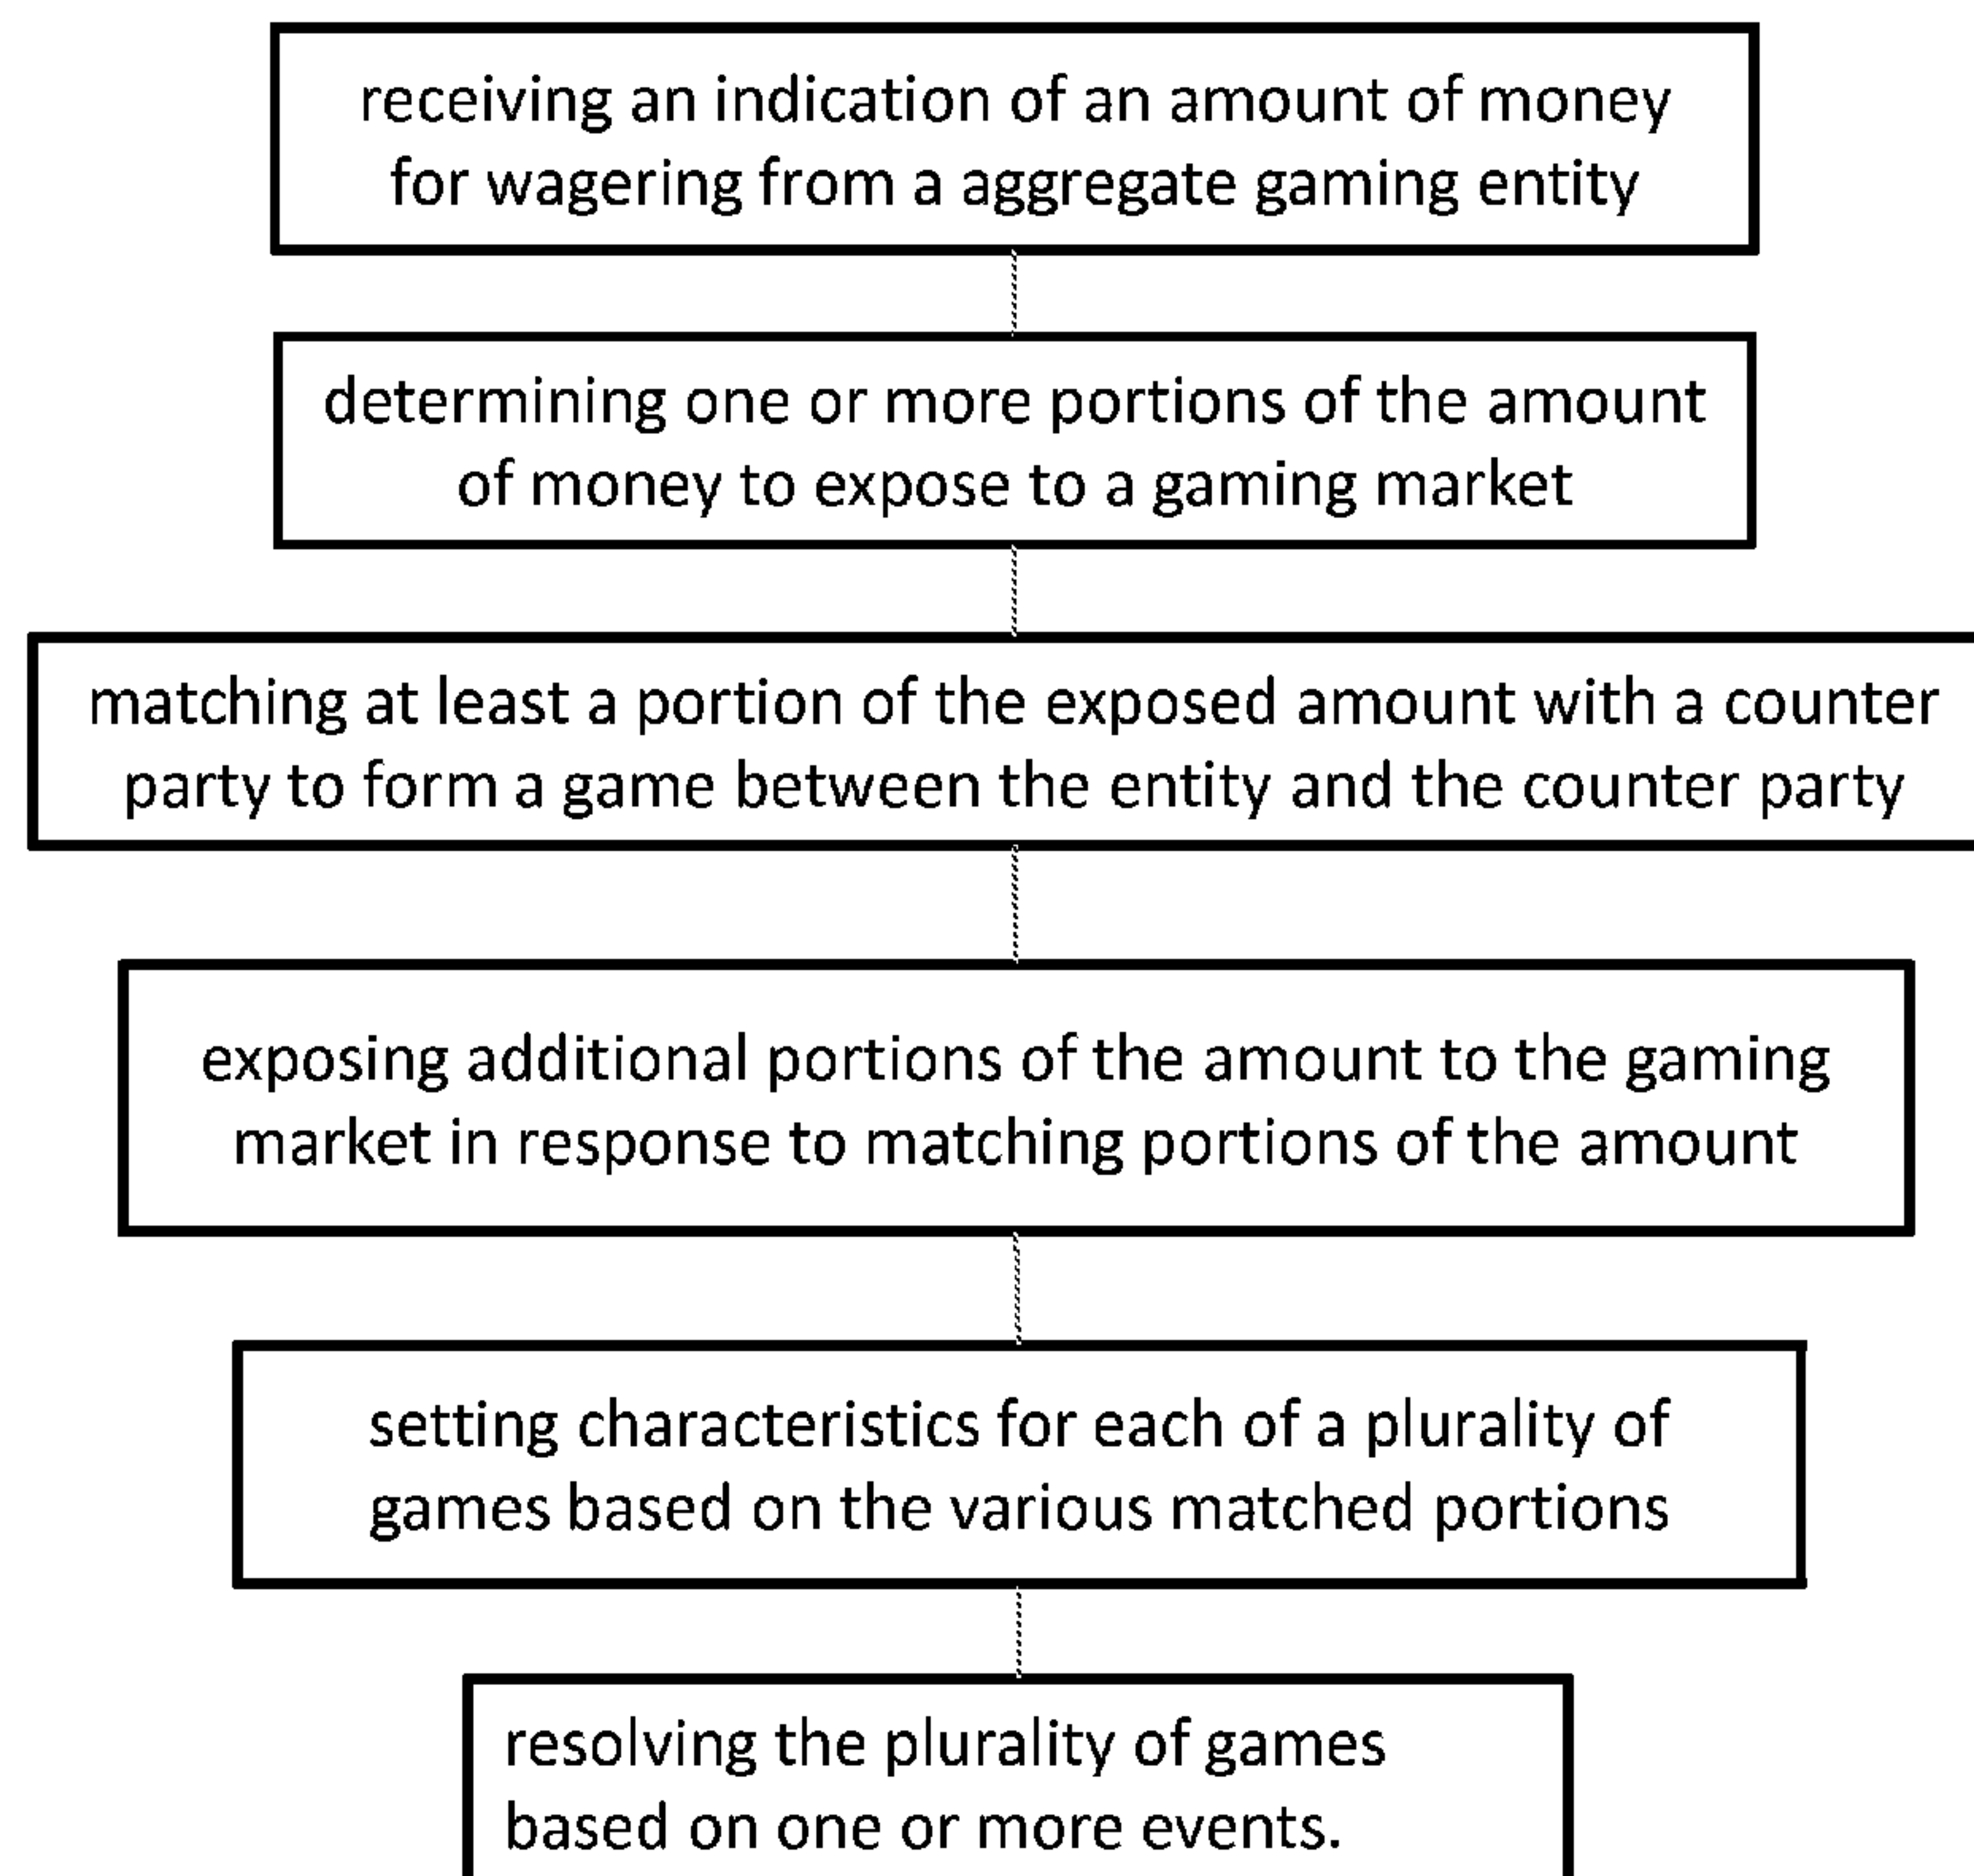 receiving an indication of an amount of money
for wagering from a aggregate gaming entity
determining one or more portions of the amount
of money to expose to a gaming market
matching at least a portion of the exposed amount with a counter
party to form a game between the entity and the counter party
exposing additional portions of the amount to the gaming
market in response to matching portions of the amount
setting characteristics for each of a plurality of
games based on the various matched portions
resolving the plurality of games
based on one or more events.